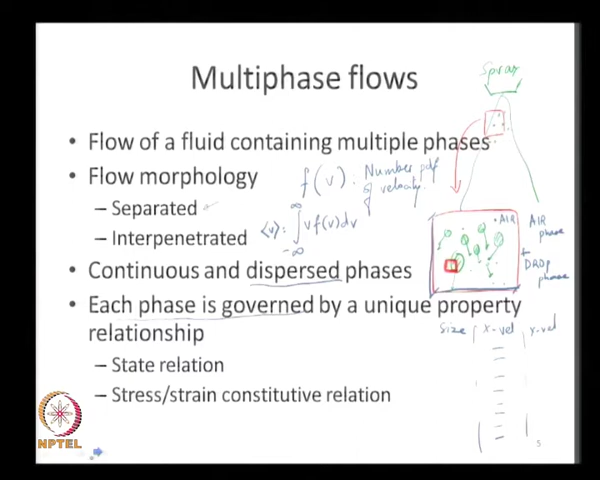 Multiphase flows
Spray
• Flow of a fluid containing multiple phases
• Flow morphology
f(v) : Number pdf
of velocity.
– Separated
– Interpenetrated
<v> : ∫ v f(v) dv
∞
-∞
• AIR
AIR
phase
+
DROP
phase
• Continuous and dispersed phases
• Each phase is governed by a unique property
relationship
Size | x-vel | y-vel
– State relation
– Stress/strain constitutive relation
NPTEL
5